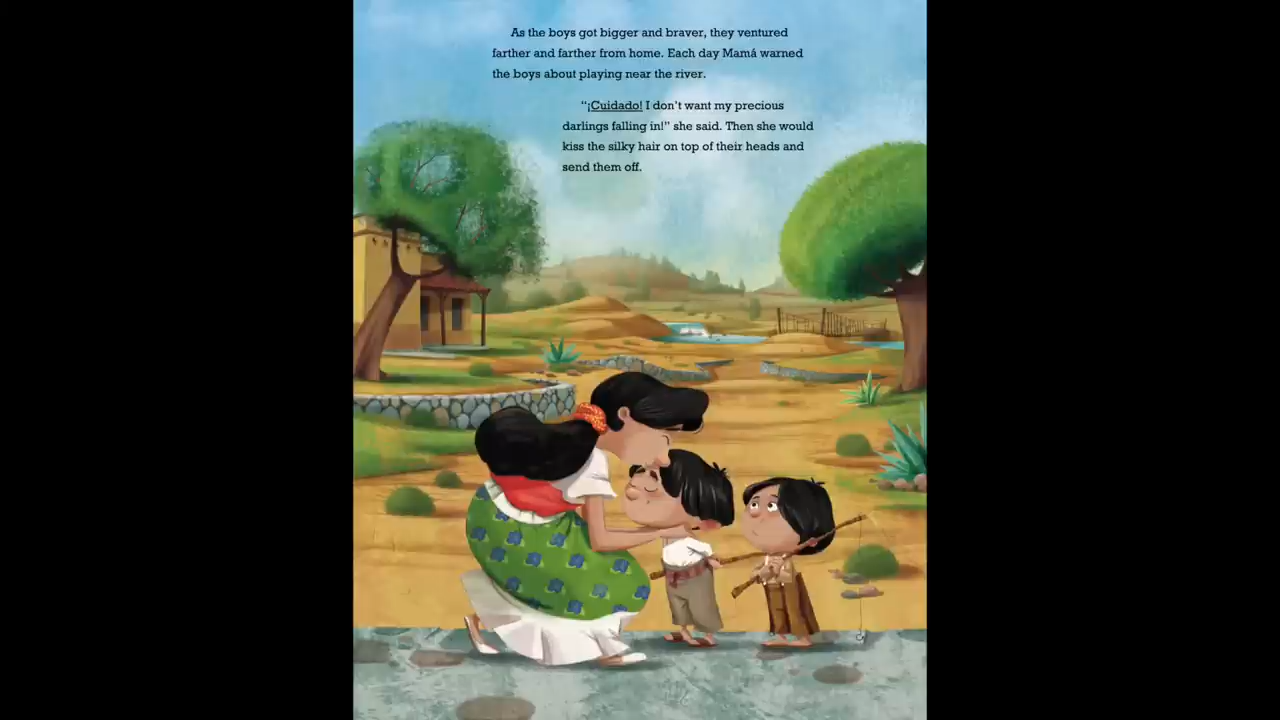 As the boys got bigger and braver, they ventured
farther and farther from home. Each day Mamá warned
the boys about playing near the river.
“¡Cuidado! I don’t want my precious
darlings falling in!” she said. Then she would
kiss the silky hair on top of their heads and
send them off.